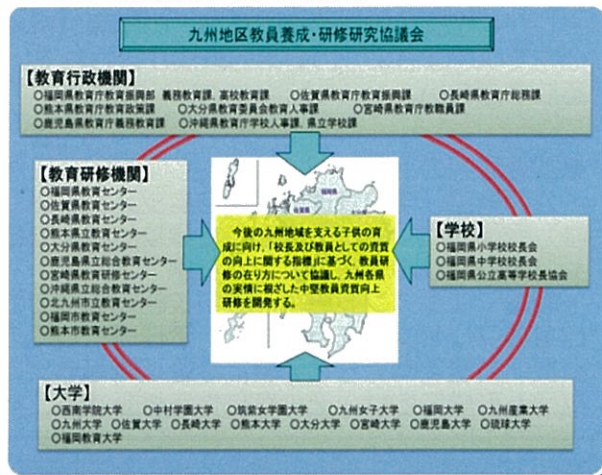 九州地区教員養成・研修研究協議会
【教育行政機関】
○福岡県教育庁教育振興部 義務教育課、高校教育課 ○佐賀県教育庁教育振興課 ○長崎県教育庁総務課
○熊本県教育庁教育政策課 ○大分県教育委員会教育人事課 ○宮崎県教育庁教職員課
○鹿児島県教育庁義務教育課 ○沖縄県教育庁学校人事課、県立学校課
【教育研修機関】
○福岡県教育センター
○佐賀県教育センター
○長崎県教育センター
○熊本県立教育センター
○大分県教育センター
○鹿児島県立総合教育センター
○宮崎県教育研修センター
○沖縄県立総合教育センター
○北九州市立教育センター
○福岡市教育センター
○熊本市教育センター
福岡県
佐賀県
今後の九州地域を支える子供の育
成に向け、「校長及び教員としての資質
の向上に関する指標」に基づく、教員研
修の在り方について協議し、九州各県
の実情に根ざした中堅教員資質向上
研修を開発する。
【学校】
○福岡県小学校校長会
○福岡県中学校校長会
○福岡県公立高等学校長協会
【大学】
○西南学院大学 ○中村学園大学 ○筑紫女学園大学 ○九州女子大学 ○福岡大学 ○九州産業大学
○九州大学 ○佐賀大学 ○長崎大学 ○熊本大学 ○大分大学 ○宮崎大学 ○鹿児島大学 ○琉球大学
○福岡教育大学